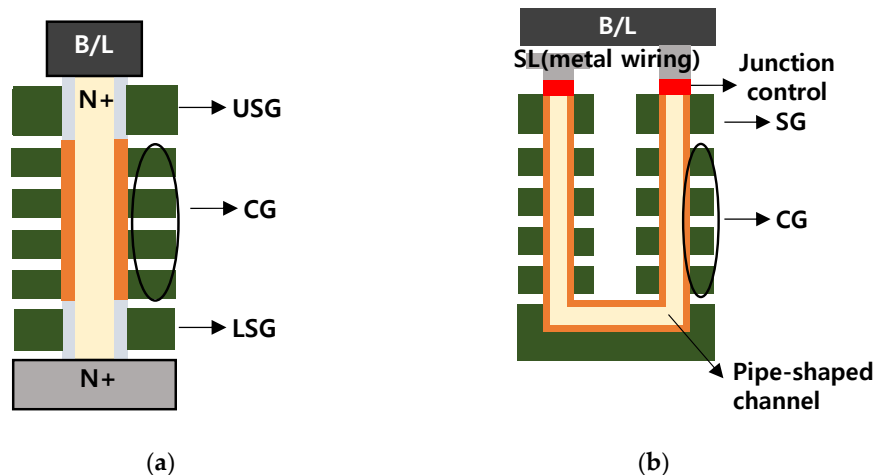 B/L
N+
USG
CG
LSG
N+
(a)
B/L
SL(metal wiring)
Junction
control
SG
CG
Pipe-shaped
channel
(b)